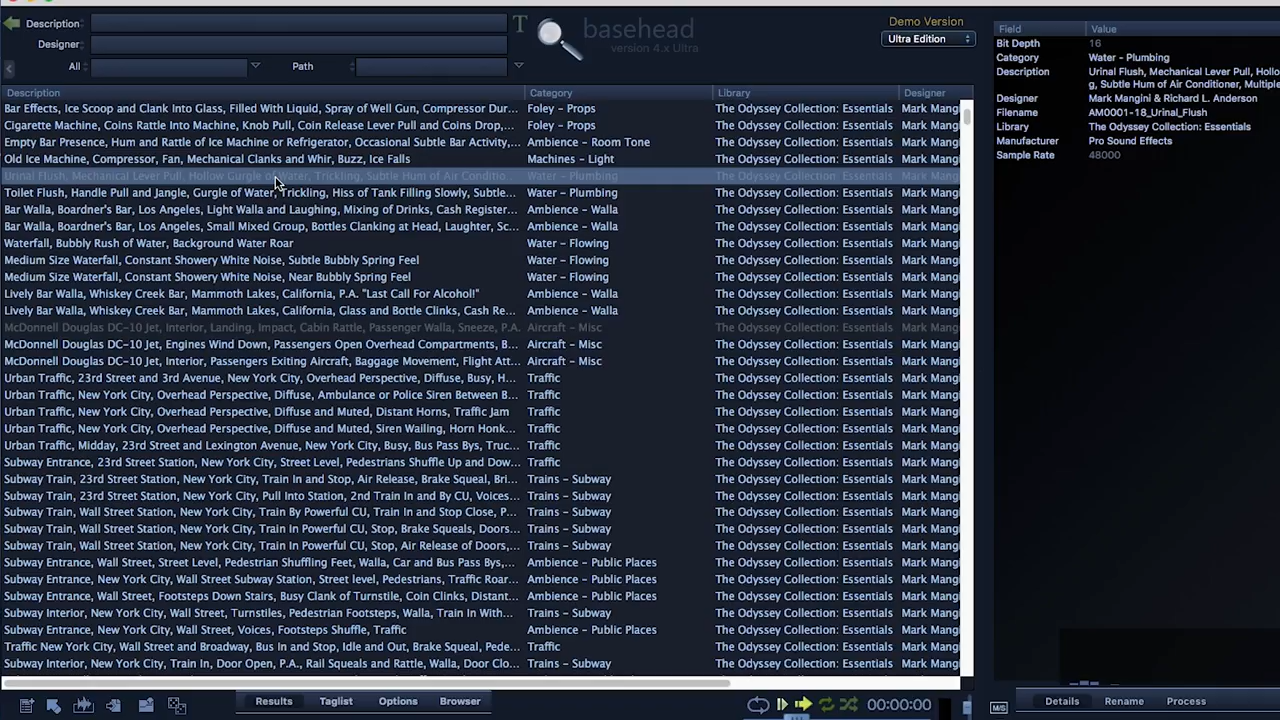 Description:
T
basehead
version 4.x Ultra
Demo Version
Ultra Edition
Designer:
All
Path
Description Category Library Designer
Bar Effects, Ice Scoop and Clank Into Glass, Filled With Liquid, Spray of Well Gun, Compressor Dur... Foley - Props The Odyssey Collection: Essentials Mark Mangi
Cigarette Machine, Coins Rattle Into Machine, Knob Pull, Coin Release Lever Pull and Coins Drop,... Foley - Props The Odyssey Collection: Essentials Mark Mangi
Empty Bar Presence, Hum and Rattle of Ice Machine or Refrigerator, Occasional Subtle Bar Activity,... Ambience - Room Tone The Odyssey Collection: Essentials Mark Mangi
Old Ice Machine, Compressor, Fan, Mechanical Clanks and Whir, Buzz, Ice Falls Machines - Light The Odyssey Collection: Essentials Mark Mangi
Urinal Flush, Mechanical Lever Pull, Hollow Gurgle of Water, Trickling, Subtle Hum of Air Conditio... Water - Plumbing The Odyssey Collection: Essentials Mark Mangi
Toilet Flush, Handle Pull and Jangle, Gurgle of Water, Trickling, Hiss of Tank Filling Slowly, Subtle... Water - Plumbing The Odyssey Collection: Essentials Mark Mangi
Bar Walla, Boardner's Bar, Los Angeles, Light Walla and Laughing, Mixing of Drinks, Cash Register... Ambience - Walla The Odyssey Collection: Essentials Mark Mangi
Bar Walla, Boardner's Bar, Los Angeles, Small Mixed Group, Bottles Clanking at Head, Laughter, Sc... Ambience - Walla The Odyssey Collection: Essentials Mark Mangi
Waterfall, Bubbly Rush of Water, Background Water Roar Water - Flowing The Odyssey Collection: Essentials Mark Mangi
Medium Size Waterfall, Constant Showery White Noise, Subtle Bubbly Spring Feel Water - Flowing The Odyssey Collection: Essentials Mark Mangi
Medium Size Waterfall, Constant Showery White Noise, Near Bubbly Spring Feel Water - Flowing The Odyssey Collection: Essentials Mark Mangi
Lively Bar Walla, Whiskey Creek Bar, Mammoth Lakes, California, P.A. "Last Call For Alcohol!" Ambience - Walla The Odyssey Collection: Essentials Mark Mangi
Lively Bar Walla, Whiskey Creek Bar, Mammoth Lakes, California, Glass and Bottle Clinks, Cash Re... Ambience - Walla The Odyssey Collection: Essentials Mark Mangi
McDonnell Douglas DC-10 Jet, Interior, Landing, Impact, Cabin Rattle, Passenger Walla, Sneeze, P.A. Aircraft - Misc The Odyssey Collection: Essentials Mark Mangi
McDonnell Douglas DC-10 Jet, Engines Wind Down, Passengers Open Overhead Compartments, B... Aircraft - Misc The Odyssey Collection: Essentials Mark Mangi
McDonnell Douglas DC-10 Jet, Interior, Passengers Exiting Aircraft, Baggage Movement, Flight Att... Aircraft - Misc The Odyssey Collection: Essentials Mark Mangi
Urban Traffic, 23rd Street and 3rd Avenue, New York City, Overhead Perspective, Diffuse, Busy, H... Traffic The Odyssey Collection: Essentials Mark Mangi
Urban Traffic, New York City, Overhead Perspective, Diffuse, Ambulance or Police Siren Between B... Traffic The Odyssey Collection: Essentials Mark Mangi
Urban Traffic, New York City, Overhead Perspective, Diffuse and Muted, Distant Horns, Traffic Jam Traffic The Odyssey Collection: Essentials Mark Mangi
Urban Traffic, New York City, Overhead Perspective, Diffuse and Muted, Siren Wailing, Horn Honk... Traffic The Odyssey Collection: Essentials Mark Mangi
Urban Traffic, Midday, 23rd Street and Lexington Avenue, New York City, Busy, Bus Pass Bys, Truc... Traffic The Odyssey Collection: Essentials Mark Mangi
Subway Entrance, 23rd Street Station, New York City, Street Level, Pedestrians Shuffle Up and Dow... Traffic The Odyssey Collection: Essentials Mark Mangi
Subway Train, 23rd Street Station, New York City, Train In and Stop, Air Release, Brake Squeal, Bri... Trains - Subway The Odyssey Collection: Essentials Mark Mangi
Subway Train, 23rd Street Station, New York City, Pull Into Station, 2nd Train In and By CU, Voices... Trains - Subway The Odyssey Collection: Essentials Mark Mangi
Subway Train, Wall Street Station, New York City, Train By Powerful CU, Train In and Stop Close, P... Trains - Subway The Odyssey Collection: Essentials Mark Mangi
Subway Train, Wall Street Station, New York City, Train In Powerful CU, Stop, Brake Squeals, Doors... Trains - Subway The Odyssey Collection: Essentials Mark Mangi
Subway Train, Wall Street Station, New York City, Train In Powerful CU, Stop, Air Release of Doors,... Trains - Subway The Odyssey Collection: Essentials Mark Mangi
Subway Entrance, Wall Street, Street Level, Pedestrian Shuffling Feet, Walla, Car and Bus Pass Bys,... Ambience - Public Places The Odyssey Collection: Essentials Mark Mangi
Subway Entrance, New York City, Wall Street Subway Station, Street level, Pedestrians, Traffic Roar... Ambience - Public Places The Odyssey Collection: Essentials Mark Mangi
Subway Entrance, Footsteps Down Stairs, Busy Clank of Turnstile, Coin Clinks, Distant... Ambience - Public Places The Odyssey Collection: Essentials Mark Mangi
Subway Interior, New York City, Wall Street, Turnstiles, Pedestrian Footsteps, Walla, Train In With... Trains - Subway The Odyssey Collection: Essentials Mark Mangi
Subway Entrance, New York City, Wall Street, Voices, Footsteps Shuffle, Traffic Ambience - Public Places The Odyssey Collection: Essentials Mark Mangi
Traffic New York City, Wall Street and Broadway, Bus In and Stop, Idle and Out, Brake Squeal, Pede... Traffic The Odyssey Collection: Essentials Mark Mangi
Subway Interior, New York City, Train In, Door Open, P.A., Rail Squeals and Rattle, Walla, Door Clo... Trains - Subway The Odyssey Collection: Essentials Mark Mangi
Results Taglist Options Browser
00:00:00
Field Value
Bit Depth 16
Category Water - Plumbing
Description Urinal Flush, Mechanical Lever Pull, Hollo
g, Subtle Hum of Air Conditioner, Multiple
Designer Mark Mangini & Richard L. Anderson
Filename AM0001-18_Urinal_Flush
Library The Odyssey Collection: Essentials
Manufacturer Pro Sound Effects
Sample Rate 48000
M/S
Details Rename Process